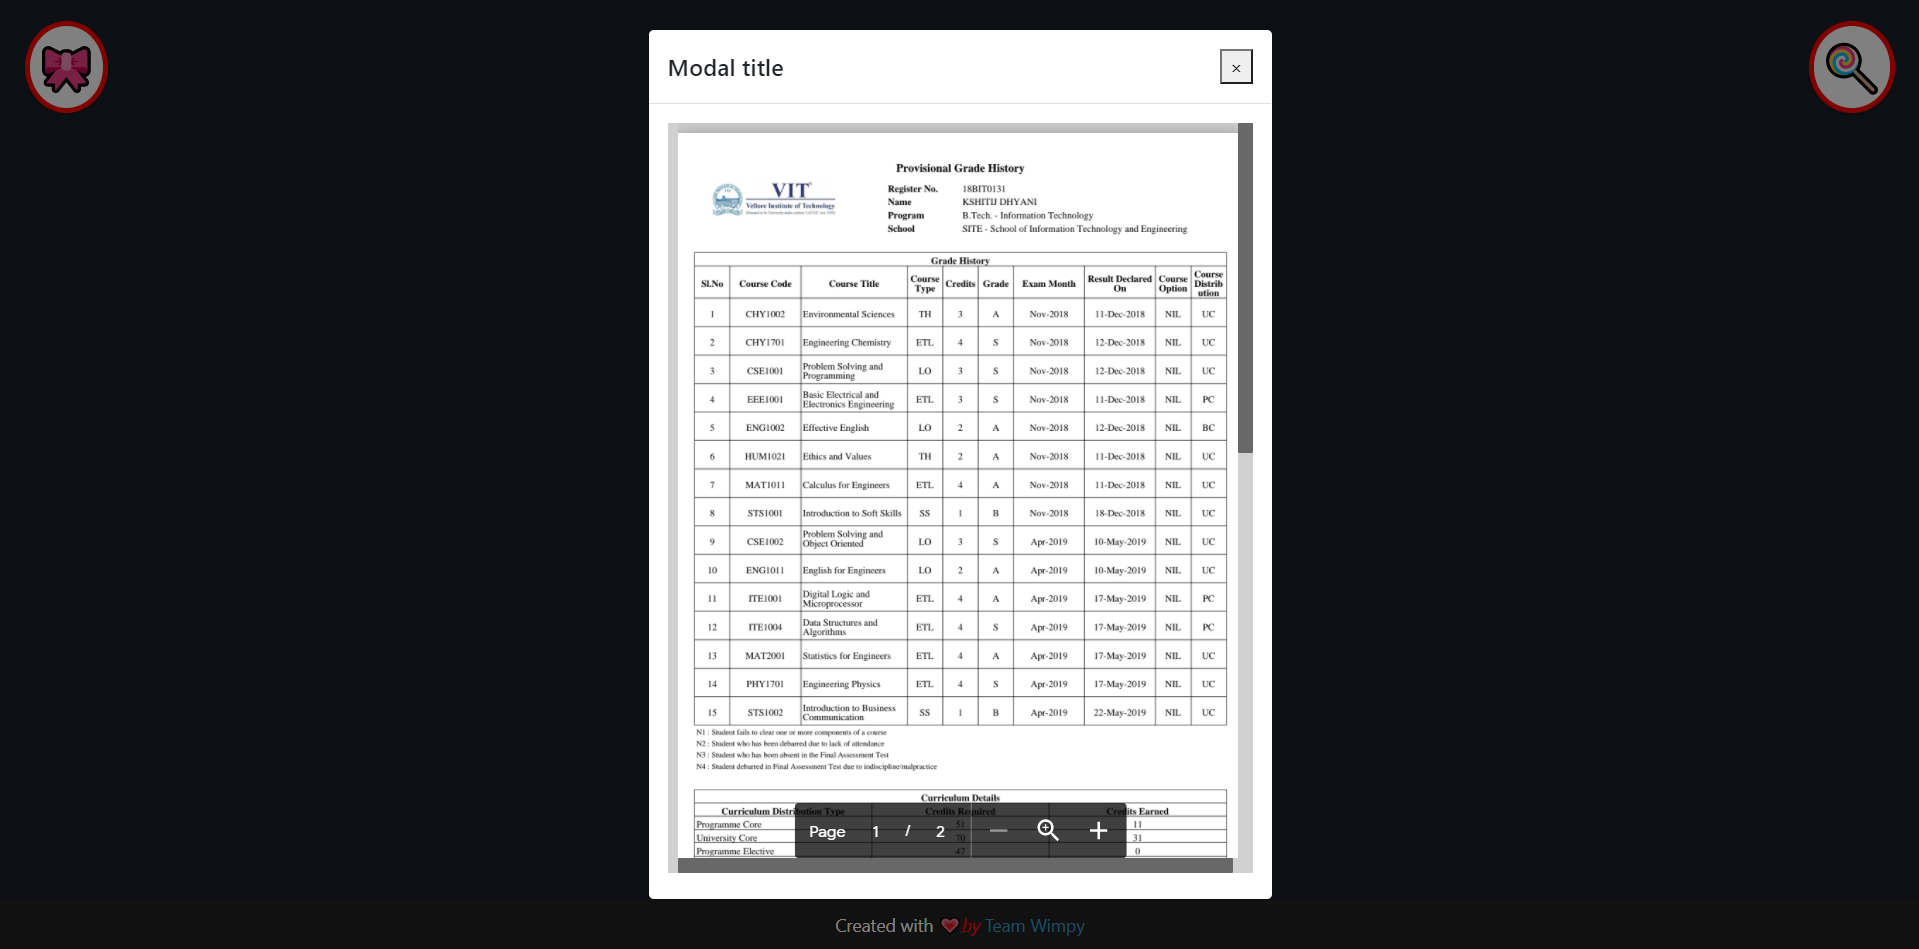 Modal title
×
Provisional Grade History
VIT
Vellore Institute of Technology
Register No. 18BIT0131
Name KSHITIJ DHYANI
Program B.Tech. - Information Technology
School SITE - School of Information Technology and Engineering
Grade History
Sl.No Course Code Course Title Course Type Credits Grade Exam Month Result Declared On Course Option Course Distribution
1 CHY1002 Environmental Sciences TH 3 A Nov-2018 11-Dec-2018 NIL UC
2 CHY1701 Engineering Chemistry ETL 4 S Nov-2018 12-Dec-2018 NIL UC
3 CSE1001 Problem Solving and Programming LO 3 S Nov-2018 12-Dec-2018 NIL UC
4 EEE1001 Basic Electrical and Electronics Engineering ETL 3 S Nov-2018 11-Dec-2018 NIL PC
5 ENG1002 Effective English LO 2 A Nov-2018 12-Dec-2018 NIL BC
6 HUM1021 Ethics and Values TH 2 A Nov-2018 11-Dec-2018 NIL UC
7 MAT1011 Calculus for Engineers ETL 4 A Nov-2018 11-Dec-2018 NIL UC
8 STS1001 Introduction to Soft Skills SS 1 B Nov-2018 18-Dec-2018 NIL UC
9 CSE1002 Problem Solving and Object Oriented LO 3 S Apr-2019 10-May-2019 NIL UC
10 ENG1011 English for Engineers LO 2 A Apr-2019 10-May-2019 NIL UC
11 ITE1001 Digital Logic and Microprocessor ETL 4 A Apr-2019 17-May-2019 NIL PC
12 ITE1004 Data Structures and Algorithms ETL 4 S Apr-2019 17-May-2019 NIL PC
13 MAT2001 Statistics for Engineers ETL 4 A Apr-2019 17-May-2019 NIL UC
14 PHY1701 Engineering Physics ETL 4 S Apr-2019 17-May-2019 NIL UC
15 STS1002 Introduction to Business Communication SS 1 B Apr-2019 22-May-2019 NIL UC
N1 : Student fails to clear one or more components of a course
N2 : Student who has been debarred due to lack of attendance
N3 : Student who has been absent in the Final Assessment Test
N4 : Student debarred in Final Assessment Test due to indiscipline/malpractice
Curriculum Details
Curriculum Distribution Type Credits Required Credits Earned
Programme Core 51 11
University Core 70 31
Programme Elective 47 0
Page 1 / 2
Created with ❤ by Team Wimpy